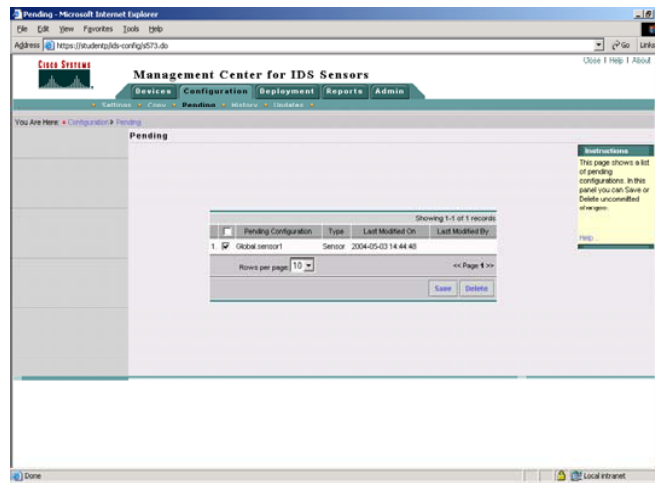 Pending - Microsoft Internet Explorer
File Edit View Favorites Tools Help
Address https://studentp/ids-config/s573.do Go Links
Close | Help | About
CISCO SYSTEMS
Management Center for IDS Sensors
Devices Configuration Deployment Reports Admin
Settings Copy Pending History Updates
You Are Here: Configuration Pending
Pending
Instructions
This page shows a list
of pending
configurations. In this
panel you can Save or
Delete uncommitted
changes.
Help...
Showing 1-1 of 1 records
Pending Configuration Type Last Modified On Last Modified By
1. Global.sensor1 Sensor 2004-05-03 14:44:48
Rows per page: 10 << Page 1 >>
Save Delete
Done Local intranet